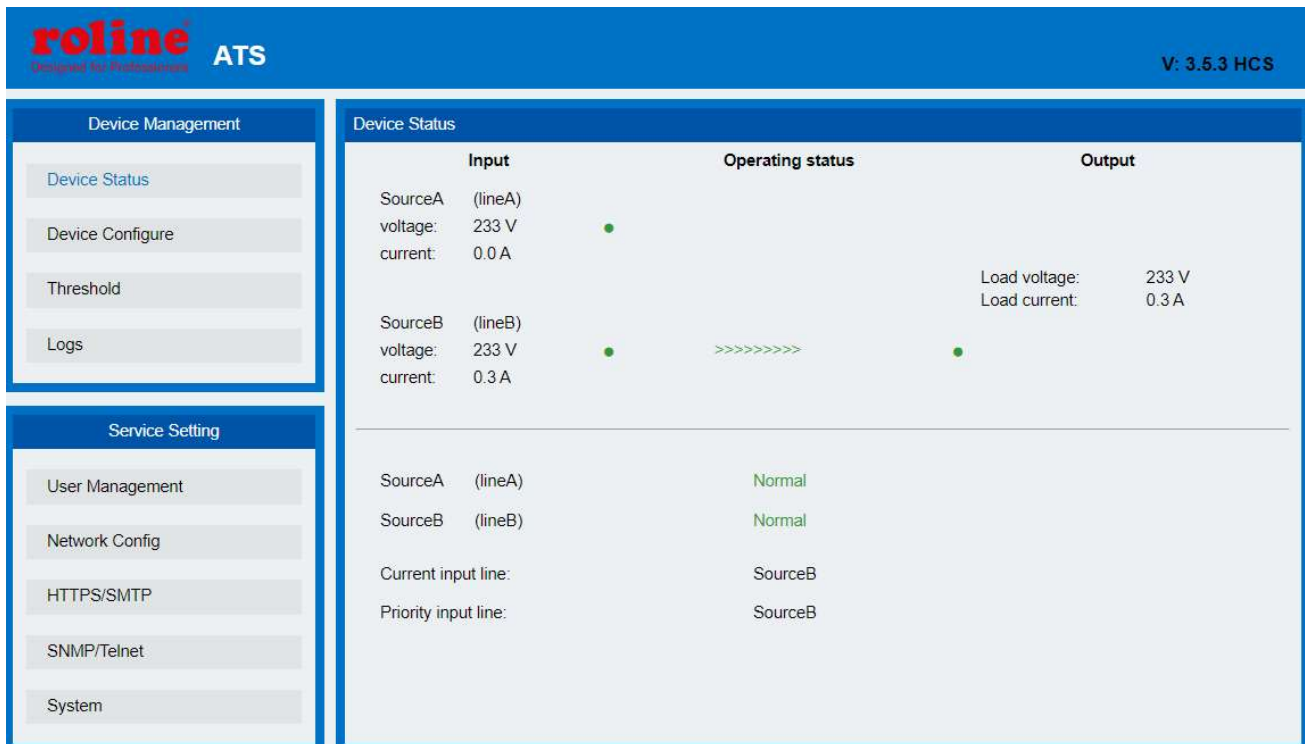 roline
Designed for Professionals
ATS
V: 3.5.3 HCS
Device Management
Device Status
Device Configure
Threshold
Logs
Service Setting
User Management
Network Config
HTTPS/SMTP
SNMP/Telnet
System
Device Status
Input Operating status Output
SourceA (lineA)
voltage: 233 V
current: 0.0 A
Load voltage: 233 V
Load current: 0.3 A
SourceB (lineB)
voltage: 233 V >>>>>>>>>
current: 0.3 A
SourceA (lineA) Normal
SourceB (lineB) Normal
Current input line: SourceB
Priority input line: SourceB